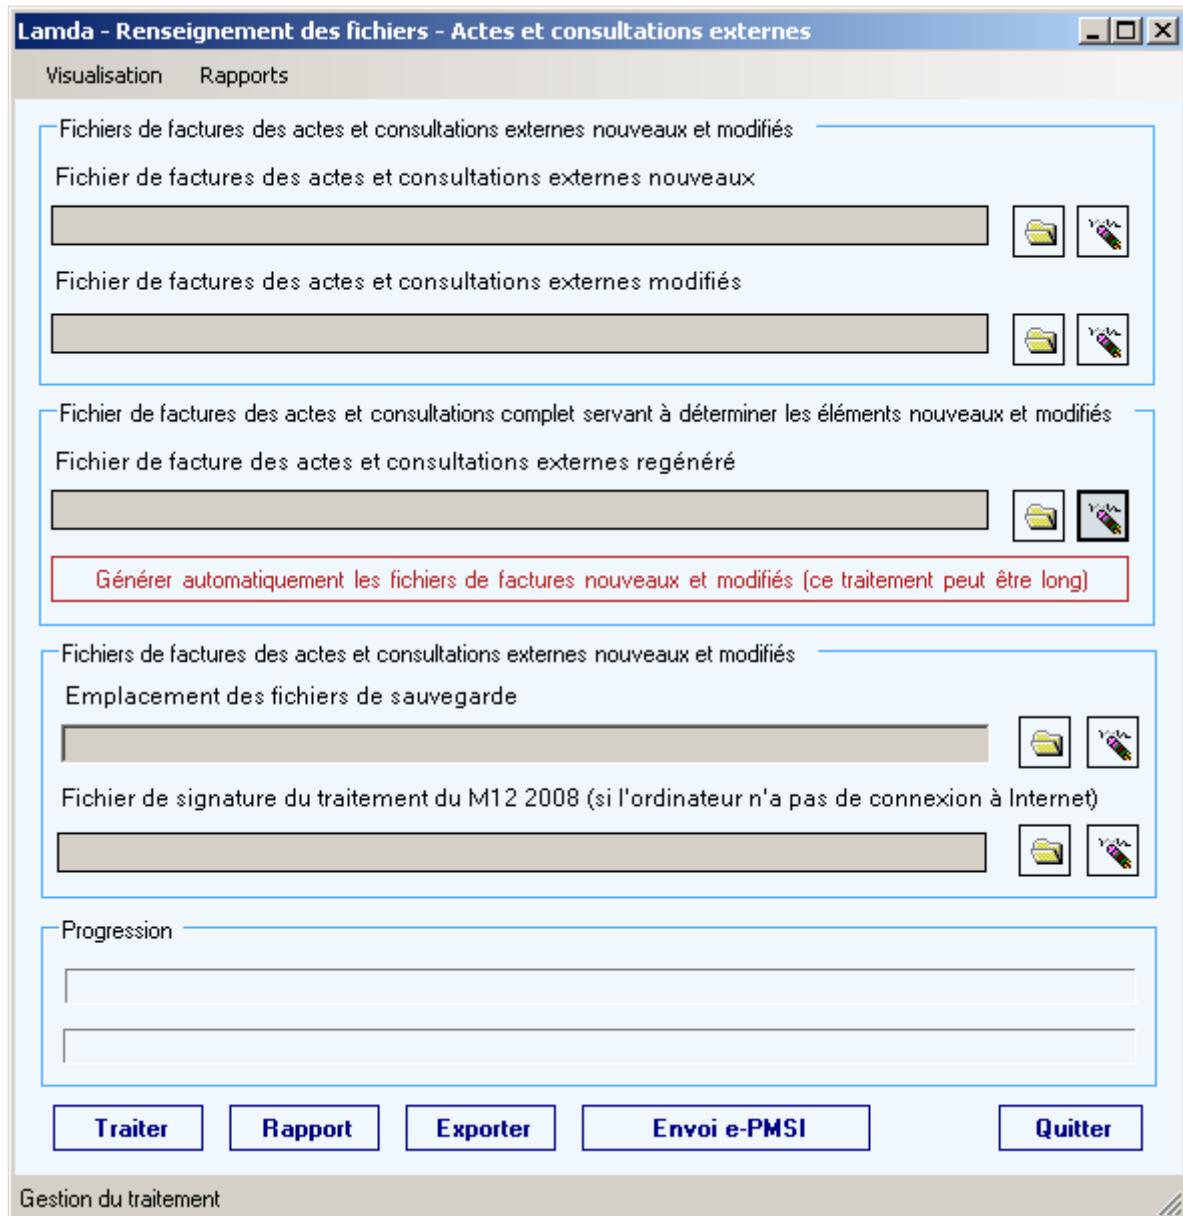 Lamda - Renseignement des fichiers - Actes et consultations externes
Visualisation Rapports
Fichiers de factures des actes et consultations externes nouveaux et modifiés
Fichier de factures des actes et consultations externes nouveaux
Fichier de factures des actes et consultations externes modifiés
Fichier de factures des actes et consultations complet servant à déterminer les éléments nouveaux et modifiés
Fichier de facture des actes et consultations externes regénéré
Générer automatiquement les fichiers de factures nouveaux et modifiés (ce traitement peut être long)
Fichiers de factures des actes et consultations externes nouveaux et modifiés
Emplacement des fichiers de sauvegarde
Fichier de signature du traitement du M12 2008 (si l'ordinateur n'a pas de connexion à Internet)
Progression
Traiter Rapport Exporter Envoi e-PMSI Quitter
Gestion du traitement